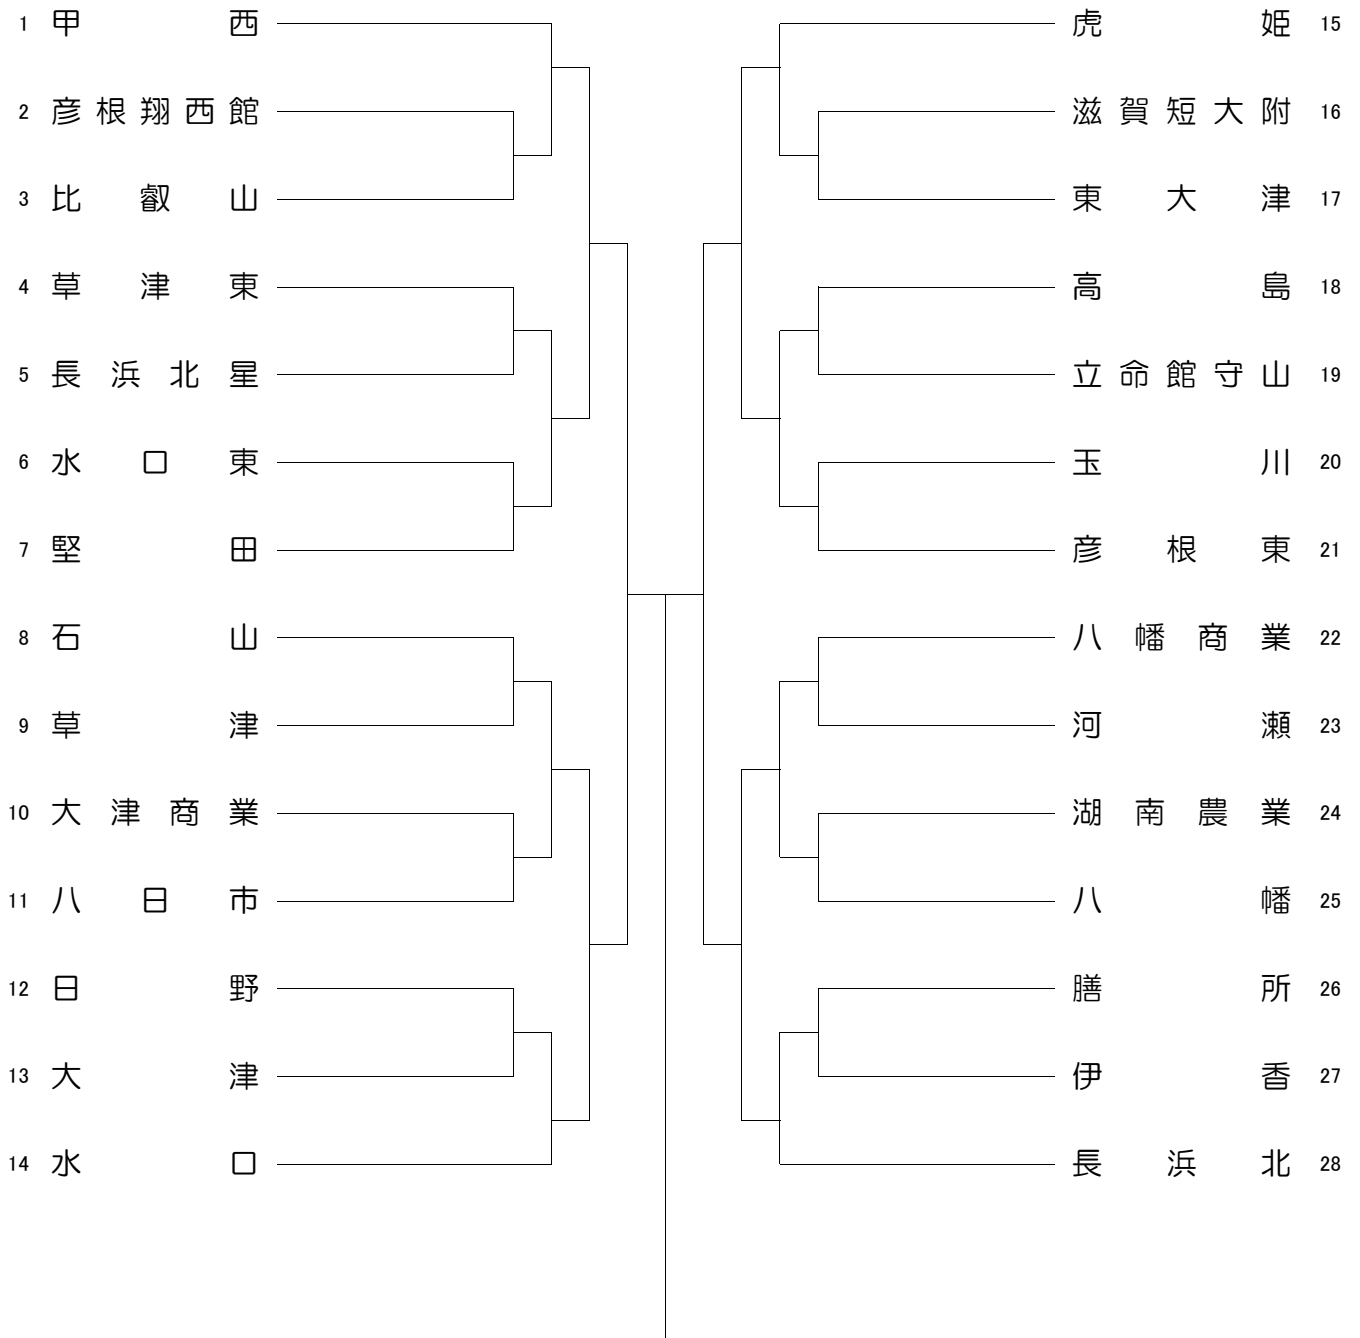 1 甲西
2 彦根翔西館
3 比叡山
4 草津東
5 長浜北星
6 水口東
7 堅田
8 石山
9 草津
10 大津商業
11 八日市
12 日野
13 大津
14 水口
虎姫 15
滋賀短大附 16
東大津 17
高島 18
立命館守山 19
玉川 20
彦根東 21
八幡商業 22
河瀬 23
湖南農業 24
八幡 25
膳所 26
伊香 27
長浜北 28